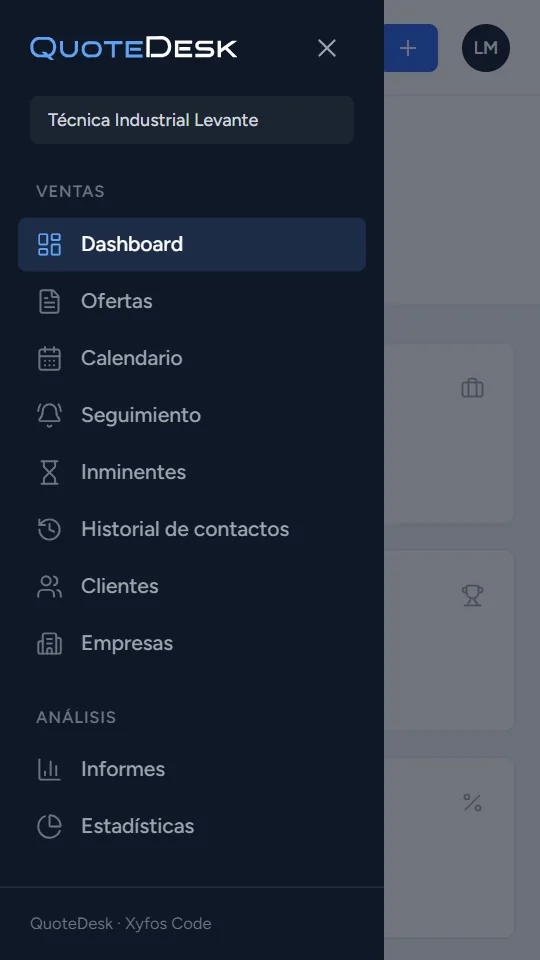 QUOTEDESK
LM
Técnica Industrial Levante
VENTAS
Dashboard
Ofertas
Calendario
Seguimiento
Inminentes
Historial de contactos
Clientes
Empresas
ANÁLISIS
Informes
Estadísticas
QuoteDesk · Xyfos Code